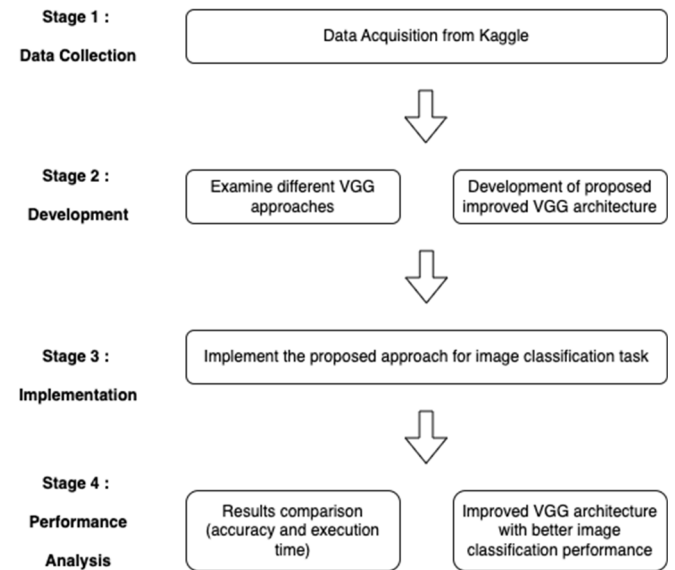 Stage 1 :
Data Collection
Data Acquisition from Kaggle
Stage 2 :
Development
Examine different VGG
approaches
Development of proposed
improved VGG architecture
Stage 3 :
Implementation
Implement the proposed approach for image classification task
Stage 4 :
Performance
Analysis
Results comparison
(accuracy and execution
time)
Improved VGG architecture
with better image
classification performance